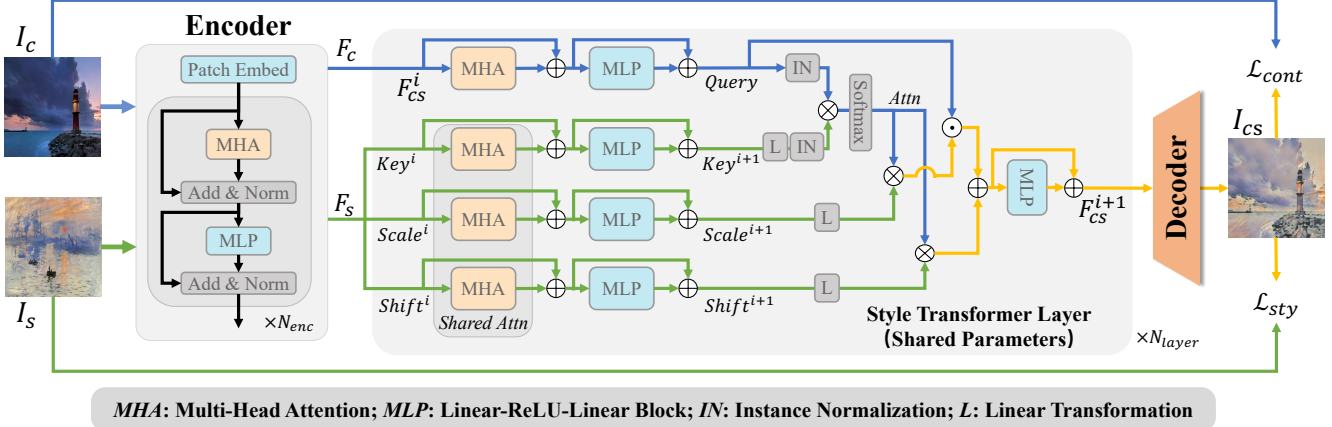 Encoder
I_c
Patch Embed
MHA
Add & Norm
MLP
Add & Norm
×N_enc
I_s
F_c
F_s
F_cs^i
MHA
MLP
Query
IN
Softmax
Attn
Key^i
MHA
MLP
Key^{i+1}
L
IN
Scale^i
MHA
MLP
Scale^{i+1}
L
Shift^i
MHA
MLP
Shift^{i+1}
L
Shared Attn
MLP
F_cs^{i+1}
Style Transformer Layer
(Shared Parameters)
×N_layer
Decoder
ℒ_cont
I_cs
ℒ_sty
MHA: Multi-Head Attention; MLP: Linear-ReLU-Linear Block; IN: Instance Normalization; L: Linear Transformation